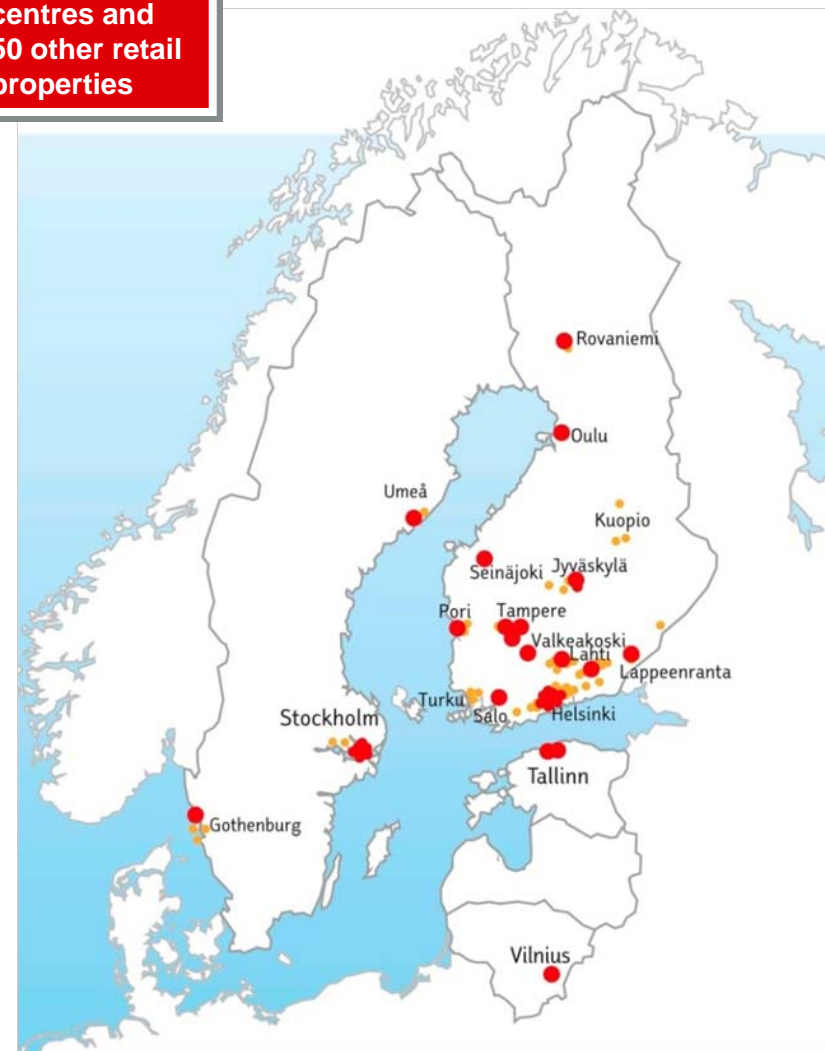 centres and
50 other retail
properties
Rovaniemi
Oulu
Umeå
Kuopio
Seinäjoki
Jyväskylä
Pori
Tampere
Valkeakoski
Lahti
Lappeenranta
Turku
Salo
Helsinki
Stockholm
Tallinn
Gothenburg
Vilnius